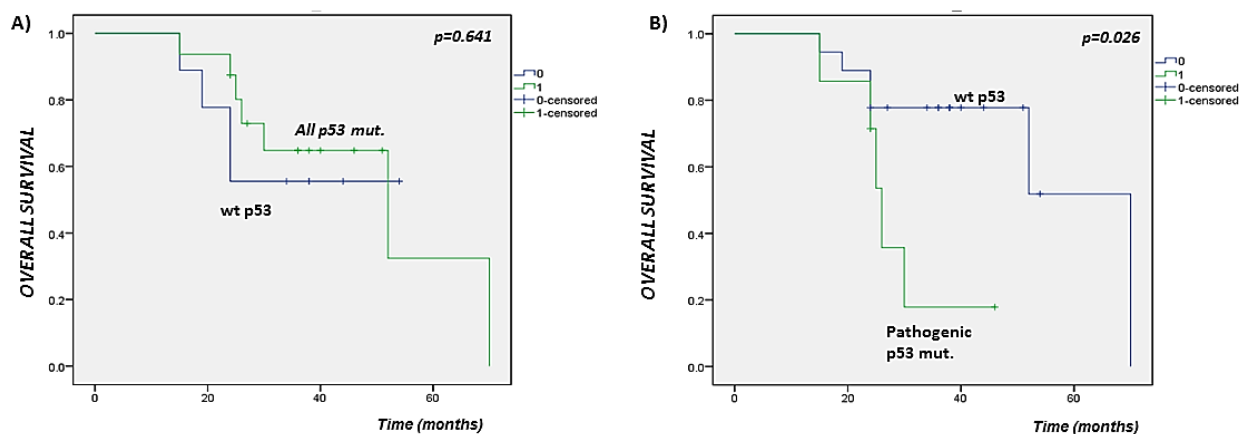 A)
p=0.641
0
1
0-censored
1-censored
1.0
0.8
0.6
0.4
0.2
0.0
OVERALL SURVIVAL
All p53 mut.
wt p53
0
20
40
60
Time (months)
B)
p=0.026
0
1
0-censored
1-censored
1.0
0.8
0.6
0.4
0.2
0.0
OVERALL SURVIVAL
wt p53
Pathogenic
p53 mut.
0
20
40
60
Time (months)